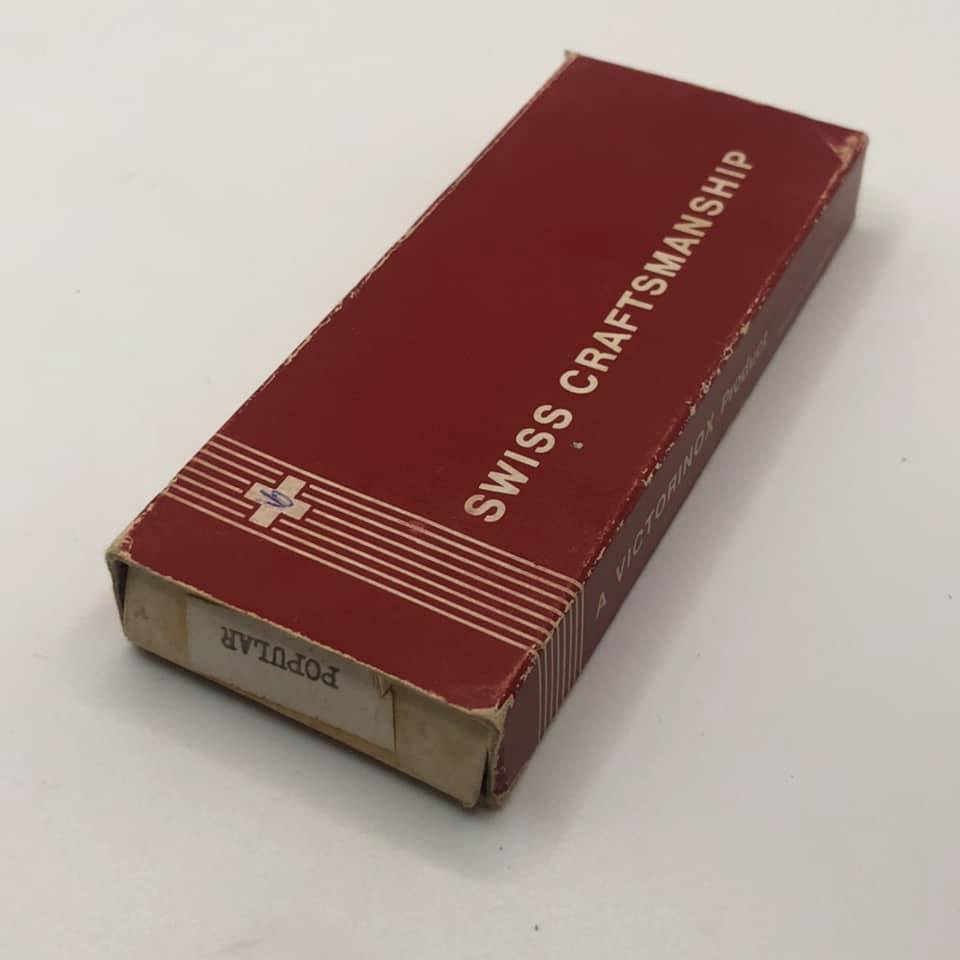 SWISS CRAFTSMANSHIP
A VICTORINOX Product
POPULAR